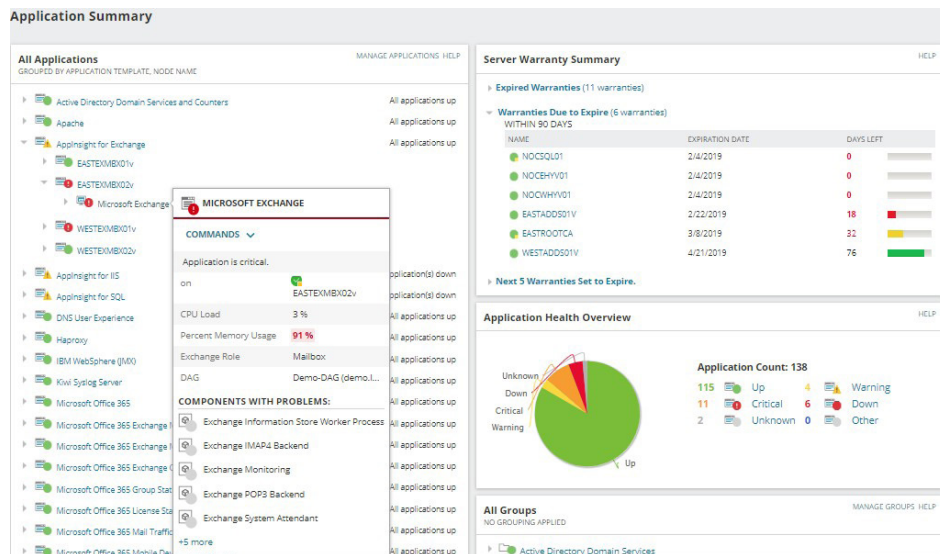 Application Summary
All Applications
MANAGE APPLICATIONS HELP
GROUPED BY APPLICATION TEMPLATE, NODE NAME
Active Directory Domain Services and Counters All applications up
Apache All applications up
AppInsight for Exchange All applications up
EASTEXMBX01v
EASTEXMBX02v
Microsoft Exchange
WESTEXMBX01v
WESTEXMBX02v
AppInsight for IIS pplication(s) down
AppInsight for SQL pplication(s) down
DNS User Experience All applications up
Haproxy All applications up
IBM WebSphere (JMX) All applications up
Kiwi Syslog Server All applications up
Microsoft Office 365 All applications up
Microsoft Office 365 Exchange All applications up
Microsoft Office 365 Exchange All applications up
Microsoft Office 365 Exchange All applications up
Microsoft Office 365 Group Stat All applications up
Microsoft Office 365 License Sta All applications up
Microsoft Office 365 Mail Traffic All applications up
Microsoft Office 365 Mobile Dev All applications up
MICROSOFT EXCHANGE
COMMANDS
Application is critical.
on EASTEXMBX02v
CPU Load 3 %
Percent Memory Usage 91 %
Exchange Role Mailbox
DAG Demo-DAG (demo.l...
COMPONENTS WITH PROBLEMS:
Exchange Information Store Worker Process
Exchange IMAP4 Backend
Exchange Monitoring
Exchange POP3 Backend
Exchange System Attendant
+5 more
Server Warranty Summary
HELP
Expired Warranties (11 warranties)
Warranties Due to Expire (6 warranties)
WITHIN 90 DAYS
NAME EXPIRATION DATE DAYS LEFT
NOCSQL01 2/4/2019 0
NOCEHYV01 2/4/2019 0
NOCWHYV01 2/4/2019 0
EASTADDS01V 2/22/2019 18
EASTROOTCA 3/8/2019 32
WESTADDS01V 4/21/2019 76
Next 5 Warranties Set to Expire.
Application Health Overview
HELP
Unknown
Down
Critical
Warning
Up
Application Count: 138
115 Up 4 Warning
11 Critical 6 Down
2 Unknown 0 Other
All Groups
MANAGE GROUPS HELP
NO GROUPING APPLIED
Active Directory Domain Services